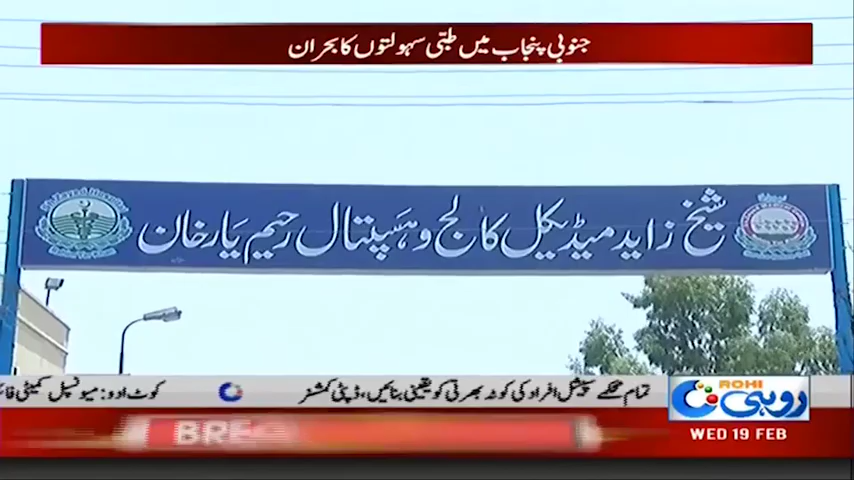 جنوبی پنجاب میں طبّی سہولتوں کا بحران
شیخ زاید میڈیکل کالج و ہسپتال رحیم یار خان
تمام محکمے سپیشل افراد کی کوٹہ بھرتی کو یقینی بنائیں، ڈپٹی کمشنر
کوٹ ادو: میونسپل کمیٹی
ROHI
روہی
WED 19 FEB